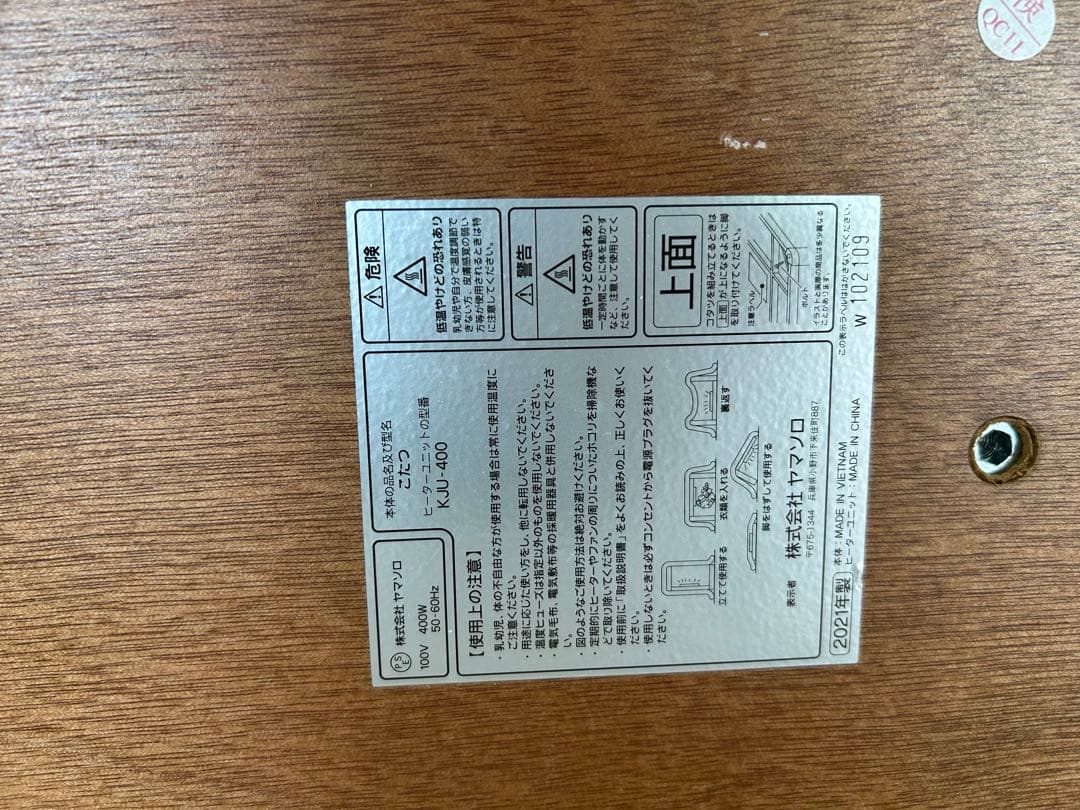 株式会社 ヤマソロ
100V 400W
50-60Hz
本体の品名及び型名
こたつ
ヒーターユニットの型番
KJU-400
【使用上の注意】
・乳幼児、体の不自由な方が使用する場合は常に使用温度に
ご注意ください。
・用途に応じた使い方をし、他に転用しないでください。
・温度ヒューズは指定以外のものを使用しないでください。
・電気毛布、電気敷布等の採暖用器具と併用しないでくださ
い。
・図のようなご使用方法は絶対お避けください。
・定期的にヒーターやファンの周りについたホコリを掃除機な
どで取り除いてください。
・使用前に「取扱説明書」をよくお読みの上、正しくお使いく
ださい。
・使用しないときは必ずコンセントから電源プラグを抜いてく
ださい。
立てて使用する
衣類を入れる
裏返す
脚をはずして使用する
表示者
株式会社 ヤマソロ
〒675-1344 兵庫県小野市下来住町887
2021年製
本体：MADE IN VIETNAM
ヒーターユニット：MADE IN CHINA
危険
低温やけどの恐れあり
乳幼児や自分で温度調節で
きない方、皮膚感覚の弱い
方等が使用されるときは特
に注意してください。
警告
低温やけどの恐れあり
一定時間ごとに体を動かす
など、注意して使用してく
ださい。
上面
コタツを組み立てるときは
上面が上になるように脚
を取り付けてください。
注意ラベル
ボルト
イラストと実際の商品は多少異なる
ことがあります。
この表示ラベルははがさないでください。
W 102109
QC11